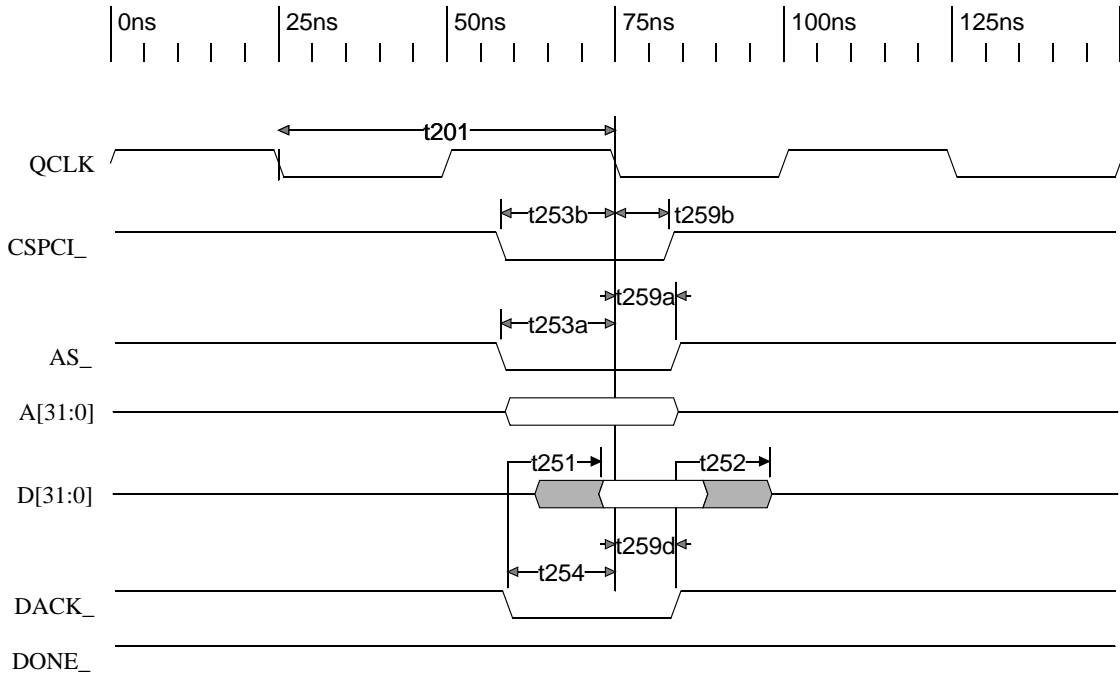 0ns 25ns 50ns 75ns 100ns 125ns
t201
QCLK
t253b t259b
CSPCI_
t259a
t253a
AS_
A[31:0]
t251 t252
D[31:0]
t259d
t254
DACK_
DONE_